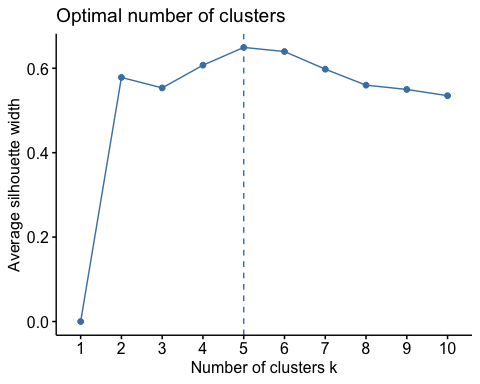 Optimal number of clusters
Average silhouette width
0.6
0.4
0.2
0.0
1 2 3 4 5 6 7 8 9 10
Number of clusters k